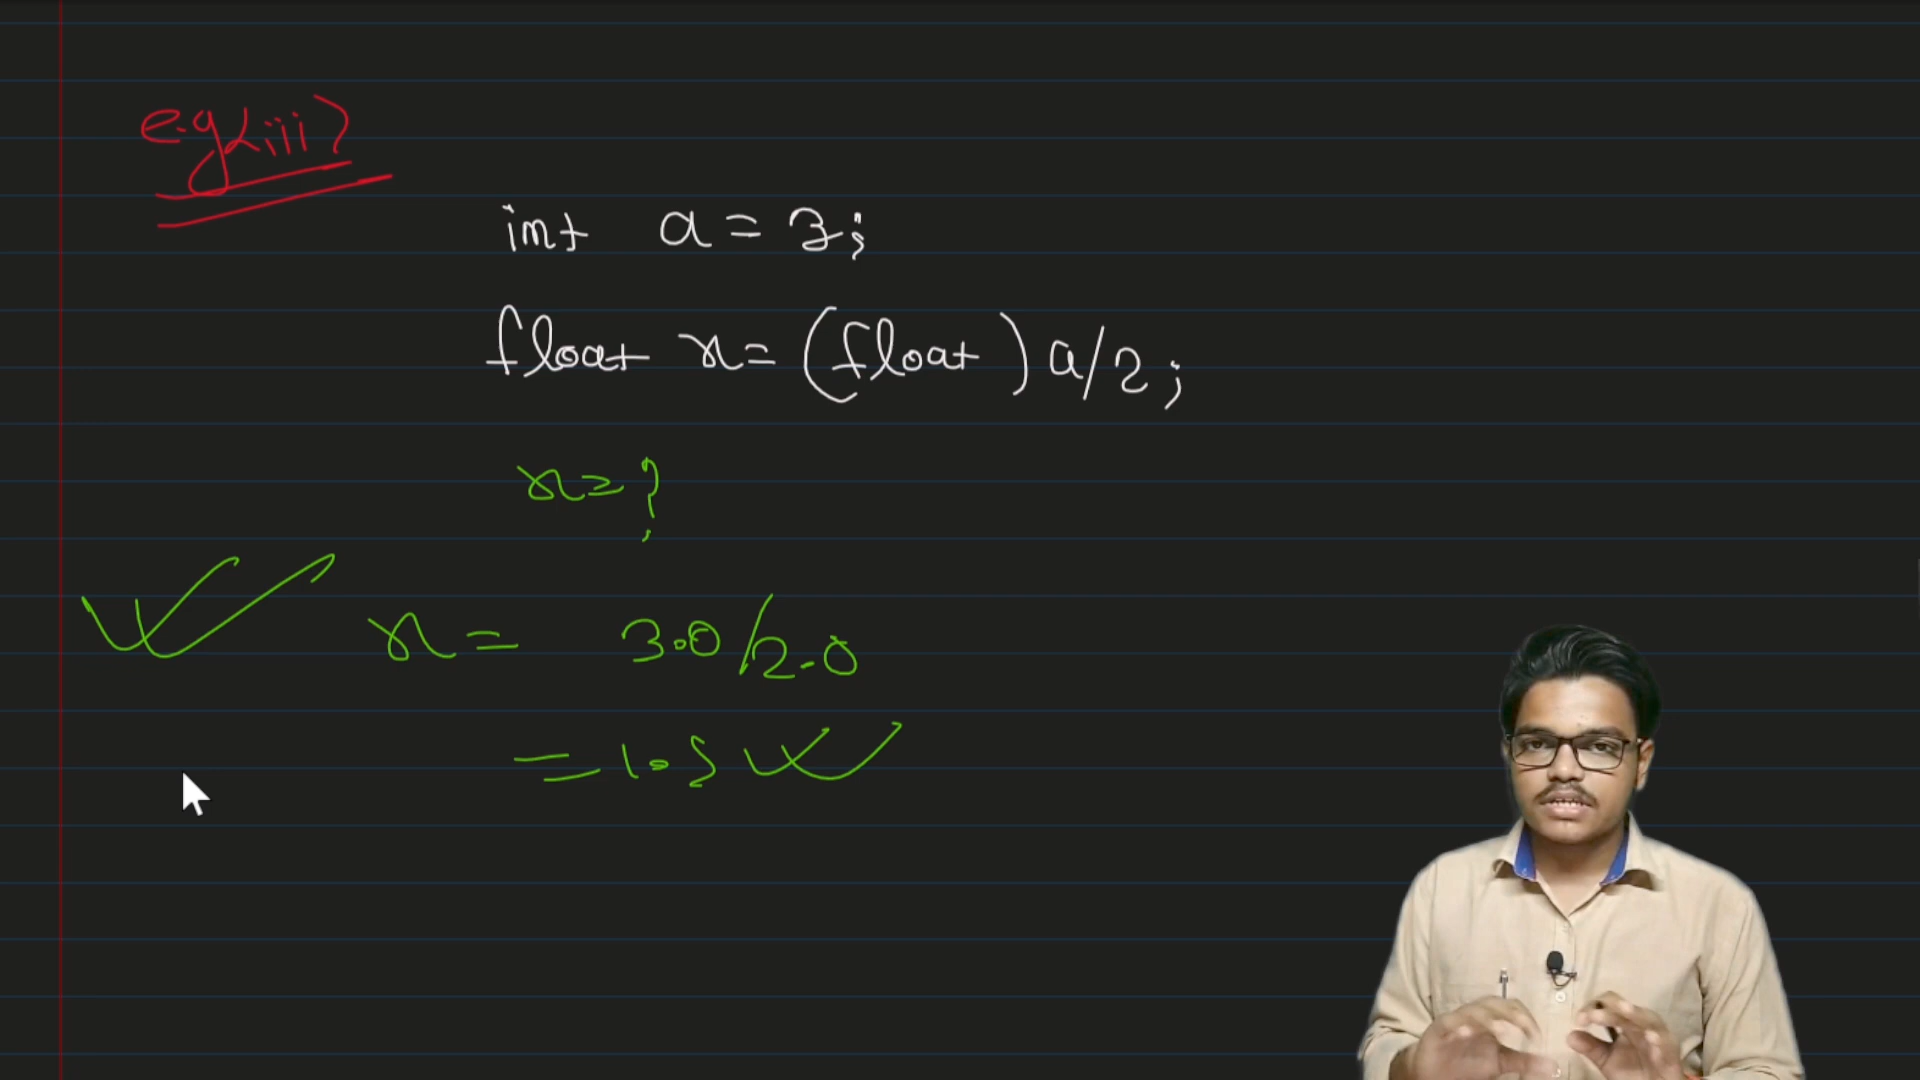 e.g <iii>
int a = 3;
float x = (float) a/2;
x = ?
x = 3.0/2.0
= 1.5